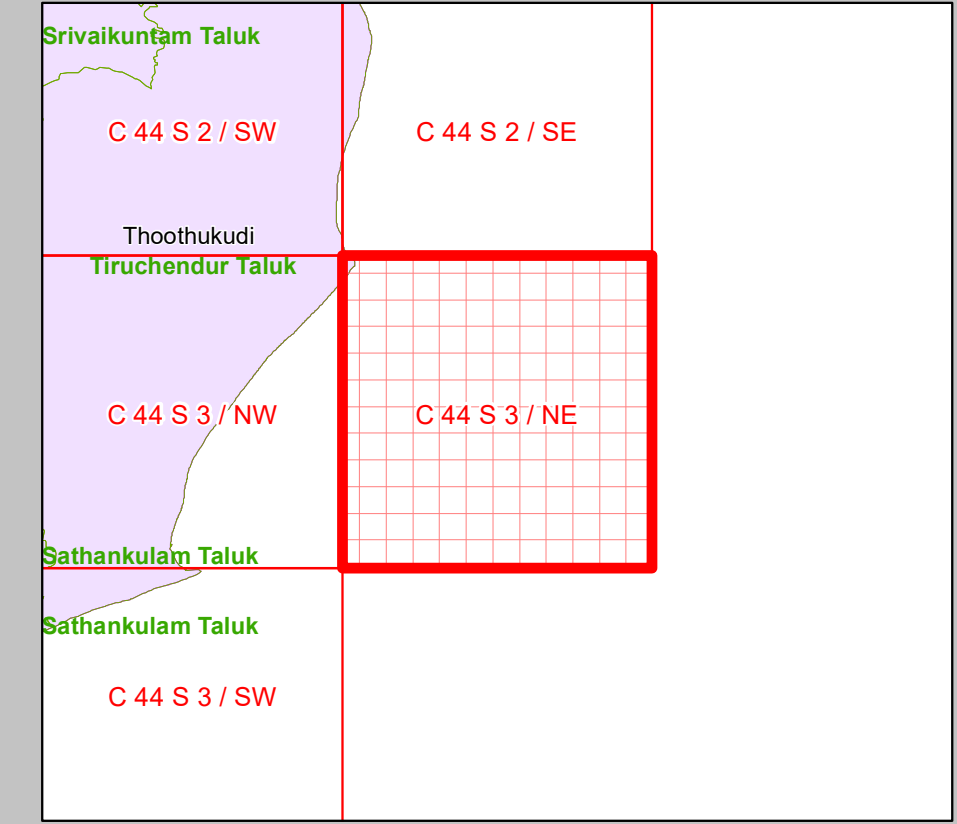 Srivaikuntam Taluk
C 44 S 2 / SW
C 44 S 2 / SE
Thoothukudi
Tiruchendur Taluk
C 44 S 3 / NW
C 44 S 3 / NE
Sathankulam Taluk
Sathankulam Taluk
C 44 S 3 / SW